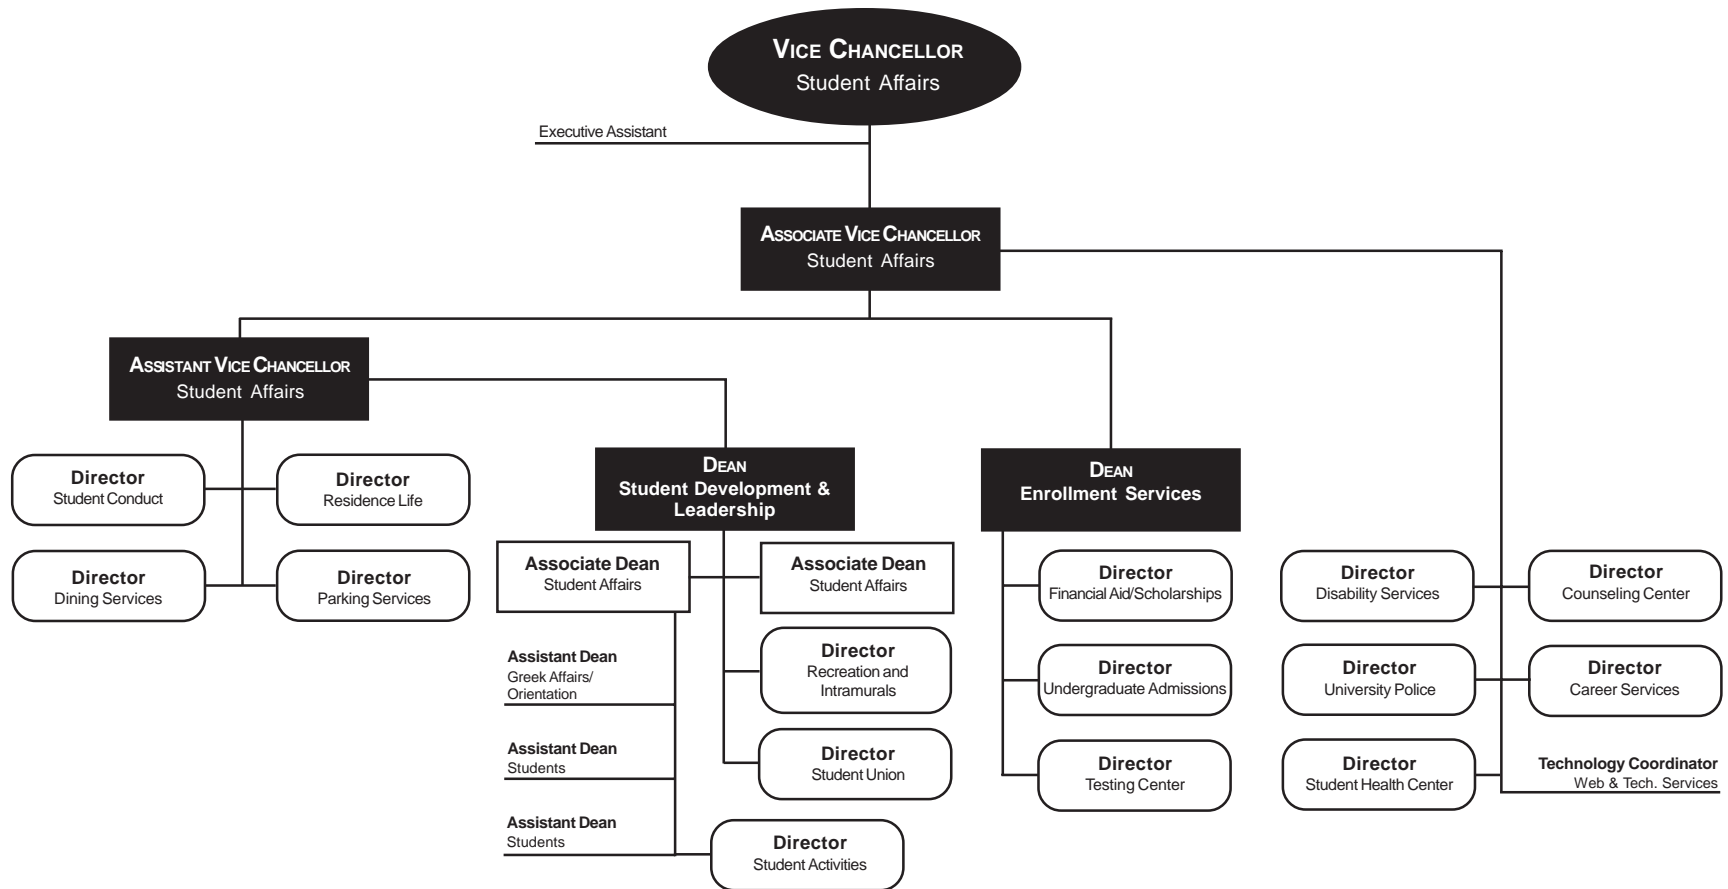 VICE CHANCELLOR
Student Affairs
Executive Assistant
ASSOCIATE VICE CHANCELLOR
Student Affairs
ASSISTANT VICE CHANCELLOR
Student Affairs
Director
Student Conduct
Director
Residence Life
Director
Dining Services
Director
Parking Services
DEAN
Student Development &
Leadership
Associate Dean
Student Affairs
Associate Dean
Student Affairs
Assistant Dean
Greek Affairs/
Orientation
Assistant Dean
Students
Assistant Dean
Students
Director
Recreation and
Intramurals
Director
Student Union
Director
Student Activities
DEAN
Enrollment Services
Director
Financial Aid/Scholarships
Director
Undergraduate Admissions
Director
Testing Center
Director
Disability Services
Director
Counseling Center
Director
University Police
Director
Career Services
Director
Student Health Center
Technology Coordinator
Web & Tech. Services